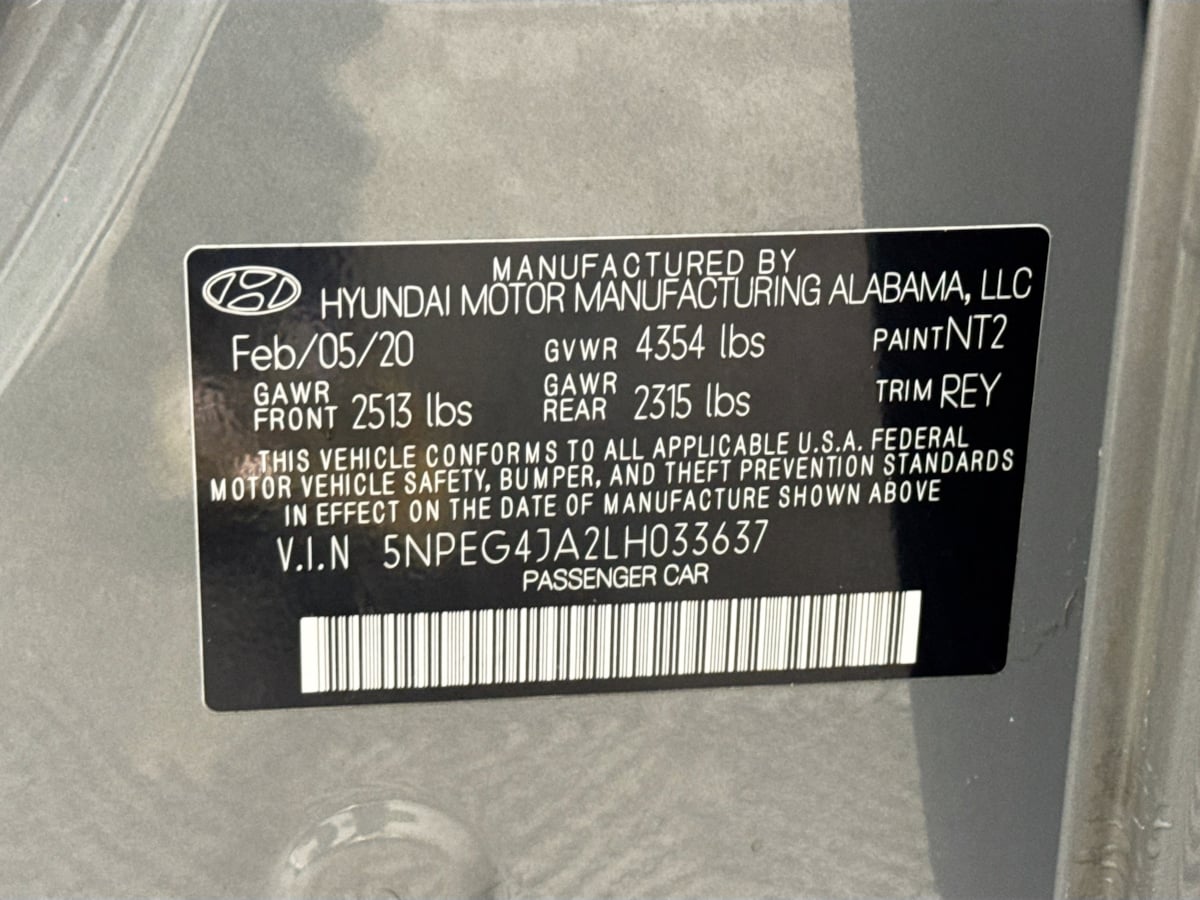 MANUFACTURED BY
HYUNDAI MOTOR MANUFACTURING ALABAMA, LLC
Feb/05/20 GVWR 4354 lbs PAINT NT2
GAWR FRONT 2513 lbs GAWR REAR 2315 lbs TRIM REY
THIS VEHICLE CONFORMS TO ALL APPLICABLE U.S.A. FEDERAL
MOTOR VEHICLE SAFETY, BUMPER, AND THEFT PREVENTION STANDARDS
IN EFFECT ON THE DATE OF MANUFACTURE SHOWN ABOVE
V.I.N 5NPEG4JA2LH033637
PASSENGER CAR